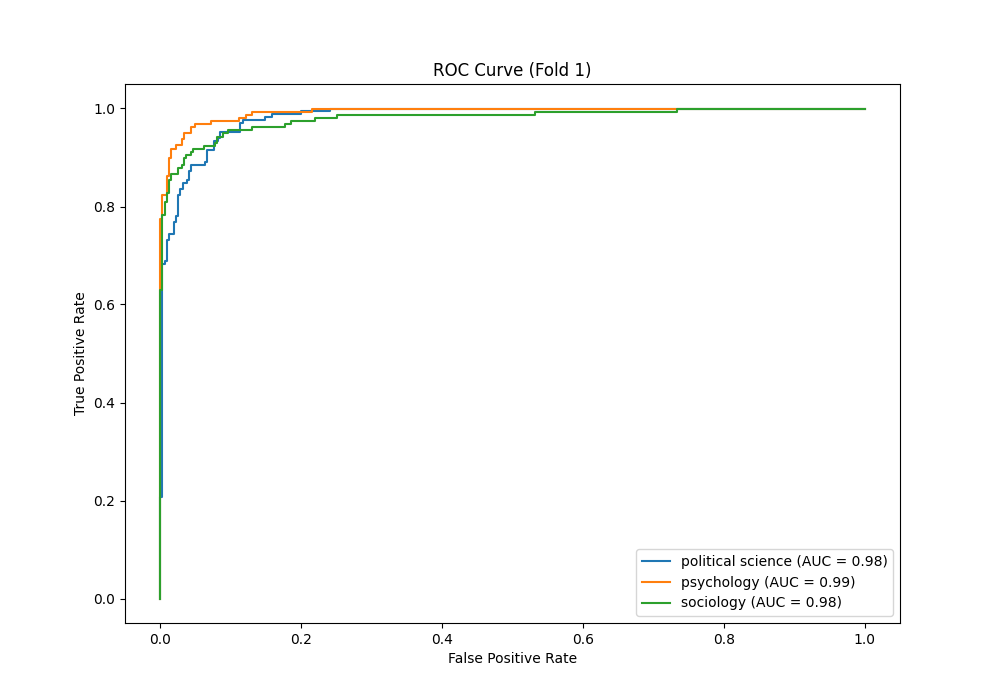 ROC Curve (Fold 1)
1.0
0.8
0.6
0.4
0.2
0.0
True Positive Rate
political science (AUC = 0.98)
psychology (AUC = 0.99)
sociology (AUC = 0.98)
0.0 0.2 0.4 0.6 0.8 1.0
False Positive Rate